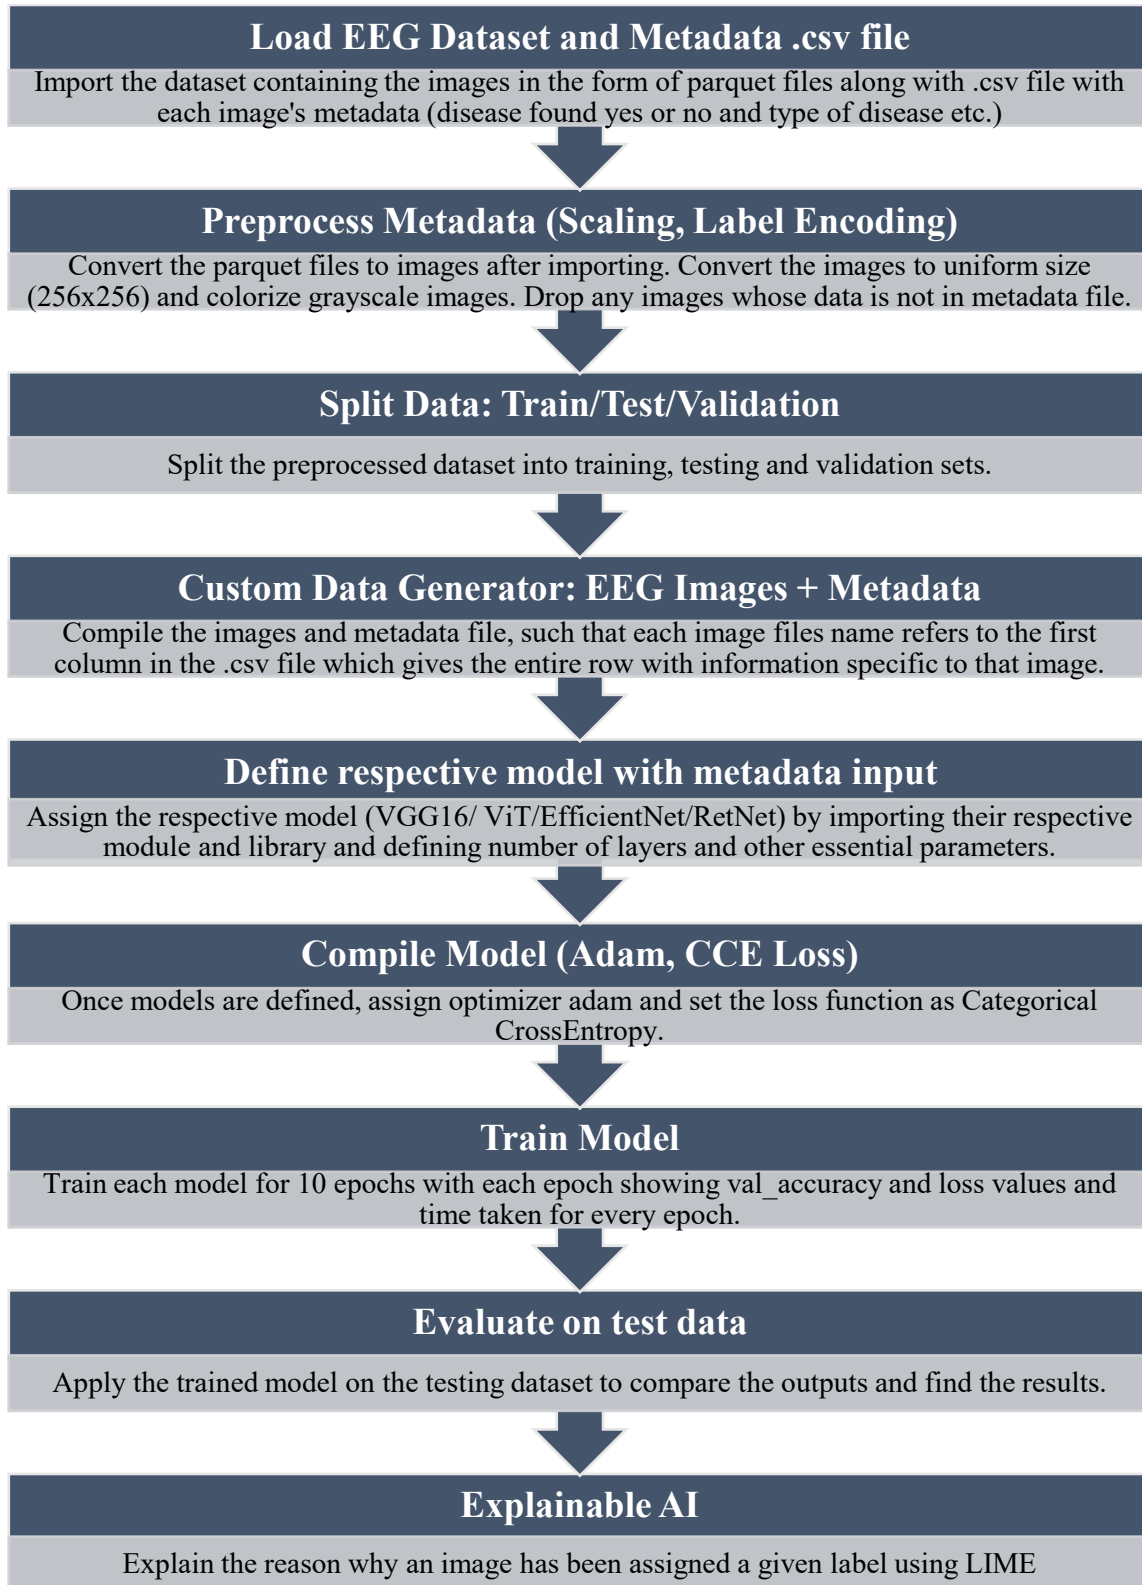 Load EEG Dataset and Metadata .csv file
Import the dataset containing the images in the form of parquet files along with .csv file with
each image's metadata (disease found yes or no and type of disease etc.)
Preprocess Metadata (Scaling, Label Encoding)
Convert the parquet files to images after importing. Convert the images to uniform size
(256x256) and colorize grayscale images. Drop any images whose data is not in metadata file.
Split Data: Train/Test/Validation
Split the preprocessed dataset into training, testing and validation sets.
Custom Data Generator: EEG Images + Metadata
Compile the images and metadata file, such that each image files name refers to the first
column in the .csv file which gives the entire row with information specific to that image.
Define respective model with metadata input
Assign the respective model (VGG16/ ViT/EfficientNet/RetNet) by importing their respective
module and library and defining number of layers and other essential parameters.
Compile Model (Adam, CCE Loss)
Once models are defined, assign optimizer adam and set the loss function as Categorical
CrossEntropy.
Train Model
Train each model for 10 epochs with each epoch showing val_accuracy and loss values and
time taken for every epoch.
Evaluate on test data
Apply the trained model on the testing dataset to compare the outputs and find the results.
Explainable AI
Explain the reason why an image has been assigned a given label using LIME